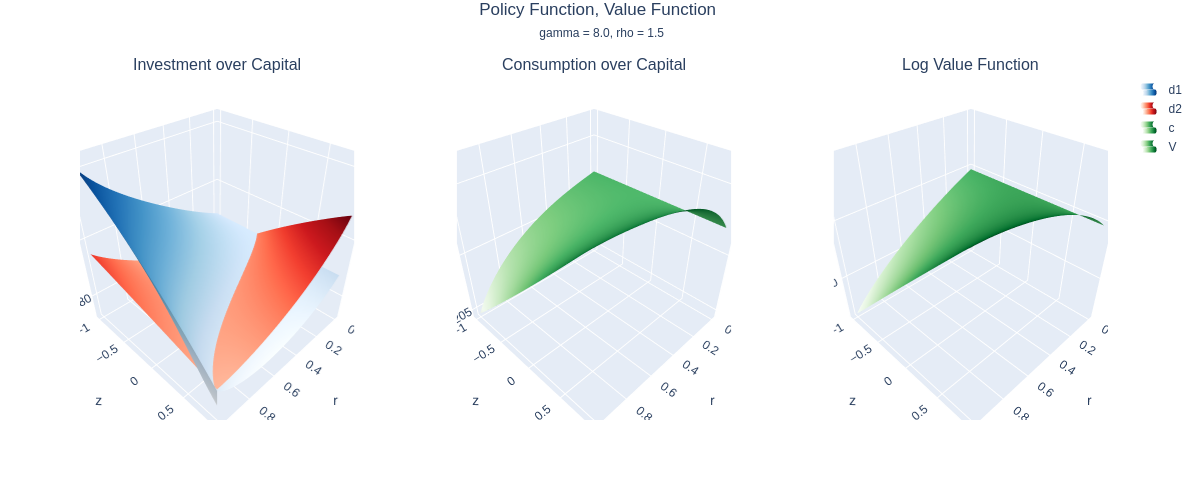 Policy Function, Value Function
gamma = 8.0, rho = 1.5
Investment over Capital
Consumption over Capital
Log Value Function
d1
d2
c
V
−0.5
0
0.5
z
0.2
0.4
0.6
0.8
r
−1
−0.5
0
0.5
z
0
0.2
0.4
0.6
0.8
r
−0.5
0
0.5
z
0
0.2
0.4
0.6
0.8
r